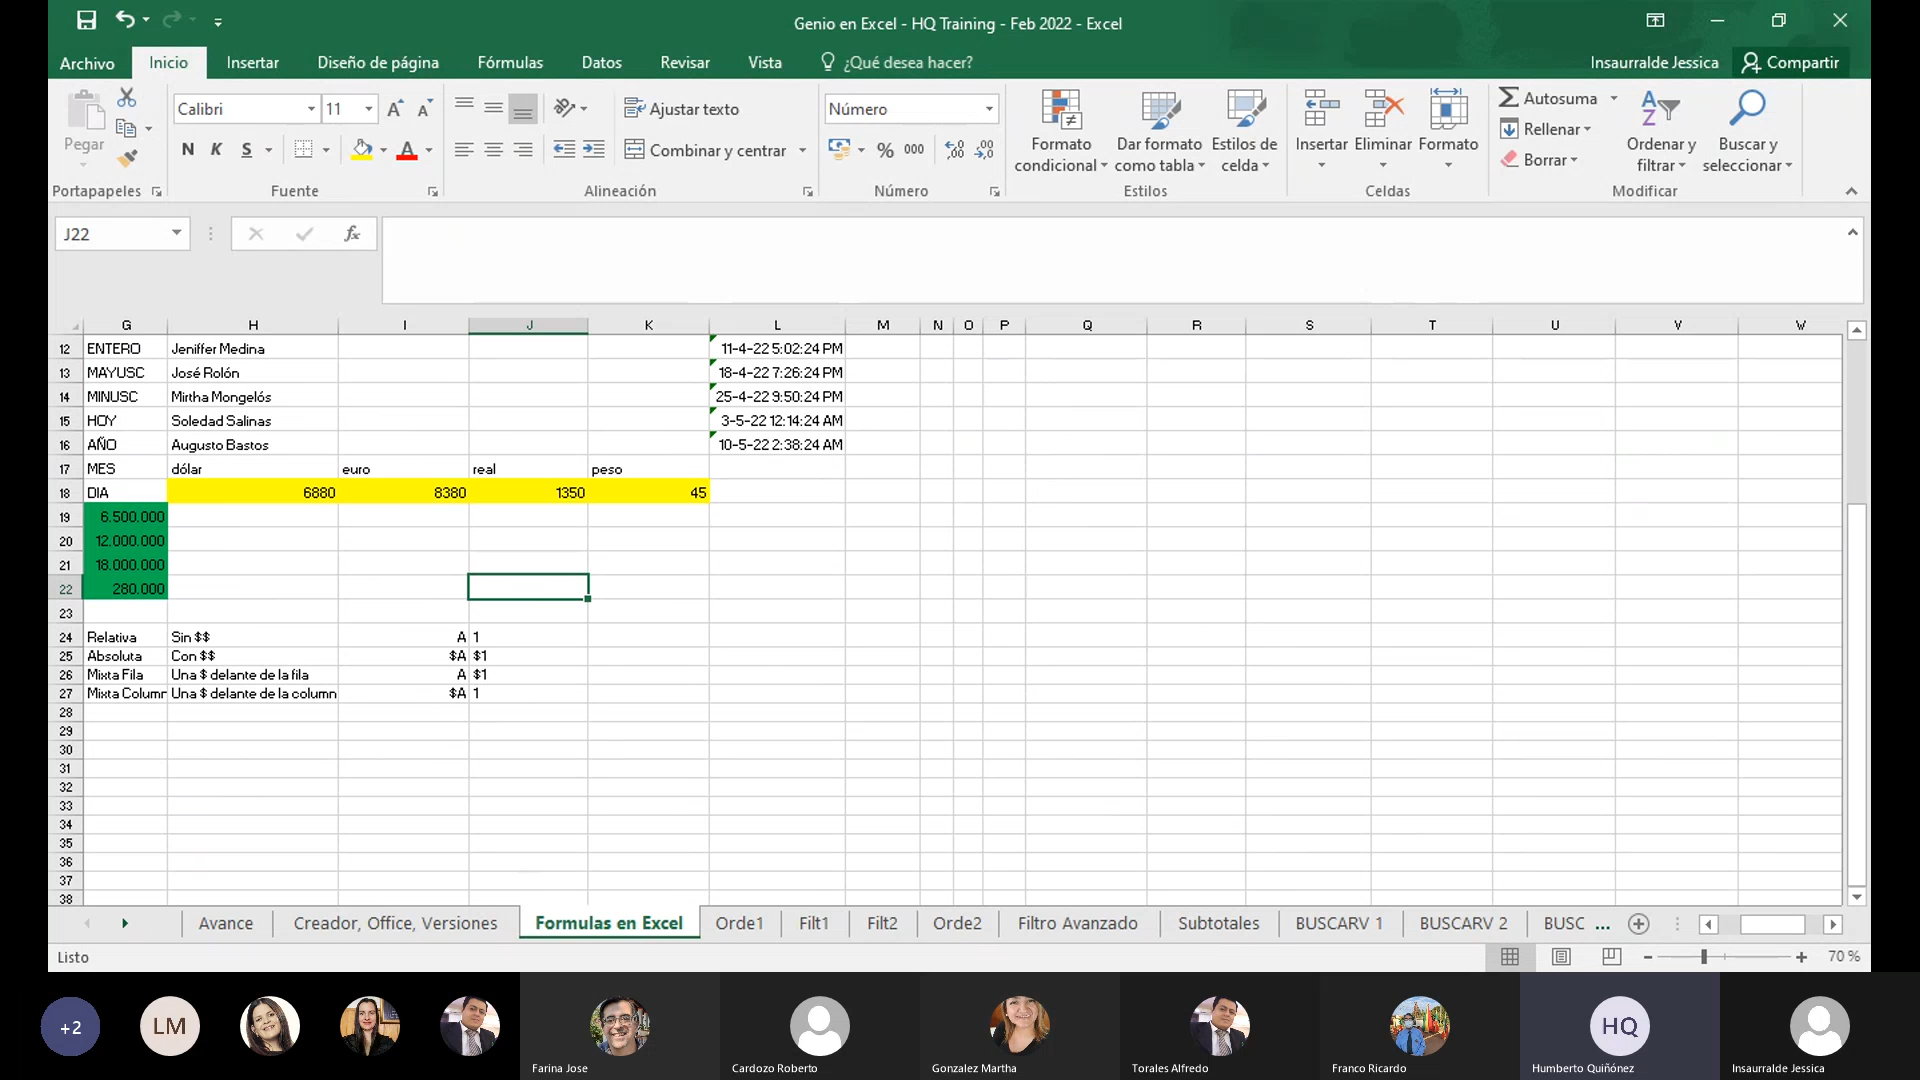 Genio en Excel - HQ Training - Feb 2022 - Excel
Archivo Inicio Insertar Diseño de página Fórmulas Datos Revisar Vista ¿Qué desea hacer? Insaurralde Jessica Compartir
Pegar
Portapapeles
Calibri 11
N K S
Fuente
Ajustar texto
Combinar y centrar
Alineación
Número
% 000
Número
Formato condicional
Dar formato como tabla
Estilos de celda
Estilos
Insertar Eliminar Formato
Celdas
Autosuma
Rellenar
Borrar
Ordenar y filtrar
Buscar y seleccionar
Modificar
J22 fx
G H I J K L M N O P Q R S T U V W
12 ENTERO Jeniffer Medina 11-4-22 5:02:24 PM
13 MAYUSC José Rolón 18-4-22 7:26:24 PM
14 MINUSC Mirtha Mongelós 25-4-22 9:50:24 PM
15 HOY Soledad Salinas 3-5-22 12:14:24 AM
16 AÑO Augusto Bastos 10-5-22 2:38:24 AM
17 MES dólar euro real peso
18 DIA 6880 8380 1350 45
19 6.500.000
20 12.000.000
21 18.000.000
22 280.000
23
24 Relativa Sin $$ A 1
25 Absoluta Con $$ $A $1
26 Mixta Fila Una $ delante de la fila A $1
27 Mixta Column Una $ delante de la column $A 1
28
29
30
31
32
33
34
35
36
37
38
Avance Creador, Office, Versiones Formulas en Excel Orde1 Filt1 Filt2 Orde2 Filtro Avanzado Subtotales BUSCARV 1 BUSCARV 2 BUSC ...
Listo 70 %
+2 LM HQ
Farina Jose Cardozo Roberto Gonzalez Martha Torales Alfredo Franco Ricardo Humberto Quiñónez Insaurralde Jessica